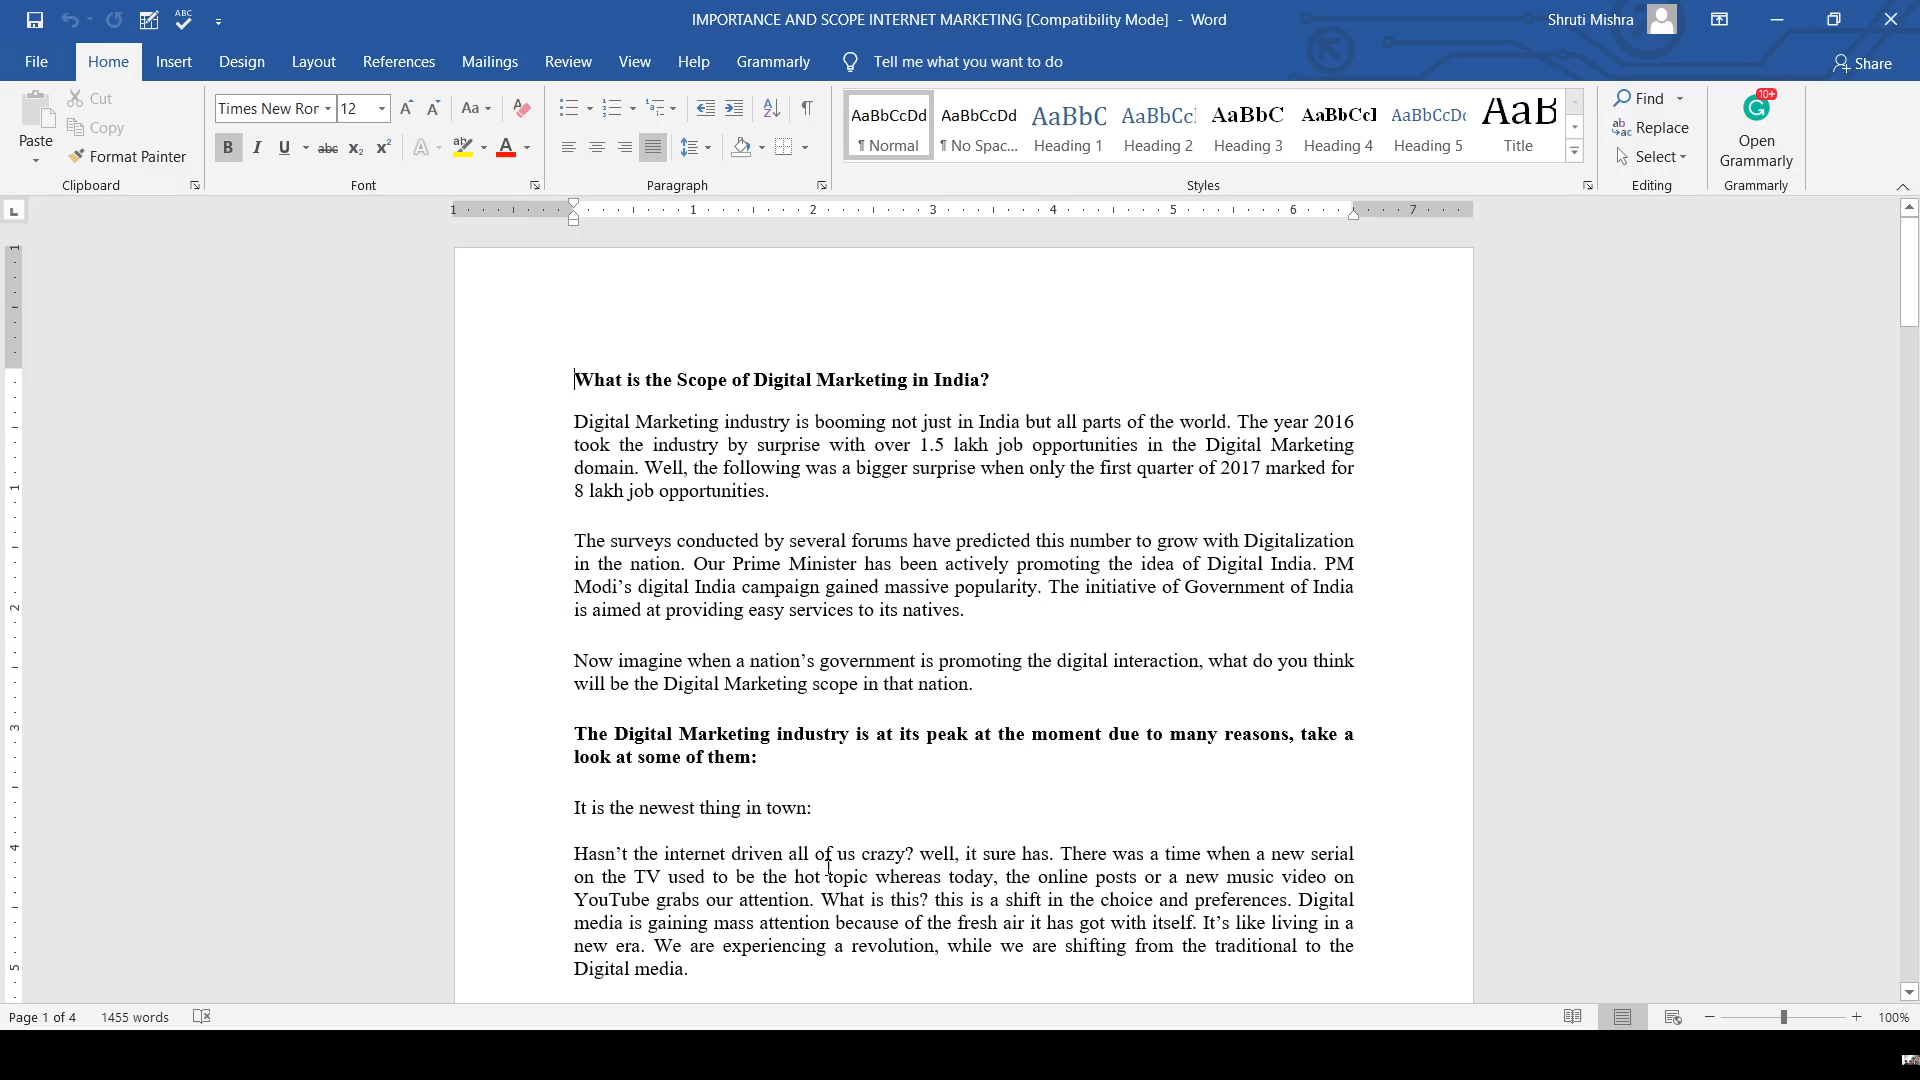 ABC
IMPORTANCE AND SCOPE INTERNET MARKETING [Compatibility Mode] - Word
Shruti Mishra
File Home Insert Design Layout References Mailings Review View Help Grammarly Tell me what you want to do Share
Paste
Cut
Copy
Format Painter
Clipboard
Times New Ror 12 Aa
B I U abc X₂ X² A ab A
Font
Paragraph
AaBbCcDd AaBbCcDd AaBbC AaBbCc AaBbC AaBbCcI AaBbCcDc AaB
¶ Normal ¶ No Spac... Heading 1 Heading 2 Heading 3 Heading 4 Heading 5 Title
Styles
Find
Replace
Select
Editing
10+
Open
Grammarly
Grammarly
1 1 2 3 4 5 6 7
What is the Scope of Digital Marketing in India?
Digital Marketing industry is booming not just in India but all parts of the world. The year 2016
took the industry by surprise with over 1.5 lakh job opportunities in the Digital Marketing
domain. Well, the following was a bigger surprise when only the first quarter of 2017 marked for
8 lakh job opportunities.
The surveys conducted by several forums have predicted this number to grow with Digitalization
in the nation. Our Prime Minister has been actively promoting the idea of Digital India. PM
Modi’s digital India campaign gained massive popularity. The initiative of Government of India
is aimed at providing easy services to its natives.
Now imagine when a nation’s government is promoting the digital interaction, what do you think
will be the Digital Marketing scope in that nation.
The Digital Marketing industry is at its peak at the moment due to many reasons, take a
look at some of them:
It is the newest thing in town:
Hasn’t the internet driven all of us crazy? well, it sure has. There was a time when a new serial
on the TV used to be the hot topic whereas today, the online posts or a new music video on
YouTube grabs our attention. What is this? this is a shift in the choice and preferences. Digital
media is gaining mass attention because of the fresh air it has got with itself. It’s like living in a
new era. We are experiencing a revolution, while we are shifting from the traditional to the
Digital media.
Page 1 of 4 1455 words 100%